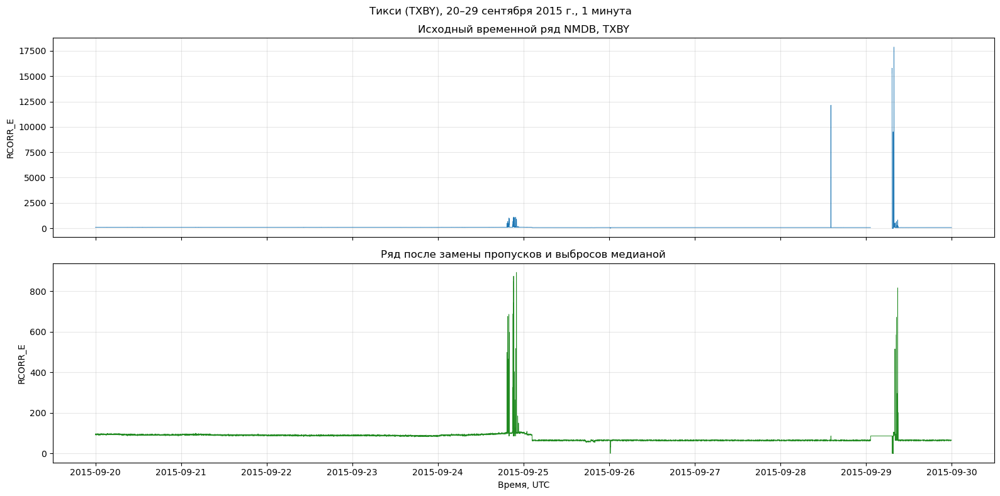 Тикси (TXBY), 20–29 сентября 2015 г., 1 минута
Исходный временной ряд NMDB, TXBY
17500
15000
12500
10000
7500
5000
2500
0
RCORR_E
Ряд после замены пропусков и выбросов медианой
800
600
400
200
0
RCORR_E
2015-09-20 2015-09-21 2015-09-22 2015-09-23 2015-09-24 2015-09-25 2015-09-26 2015-09-27 2015-09-28 2015-09-29 2015-09-30
Время, UTC